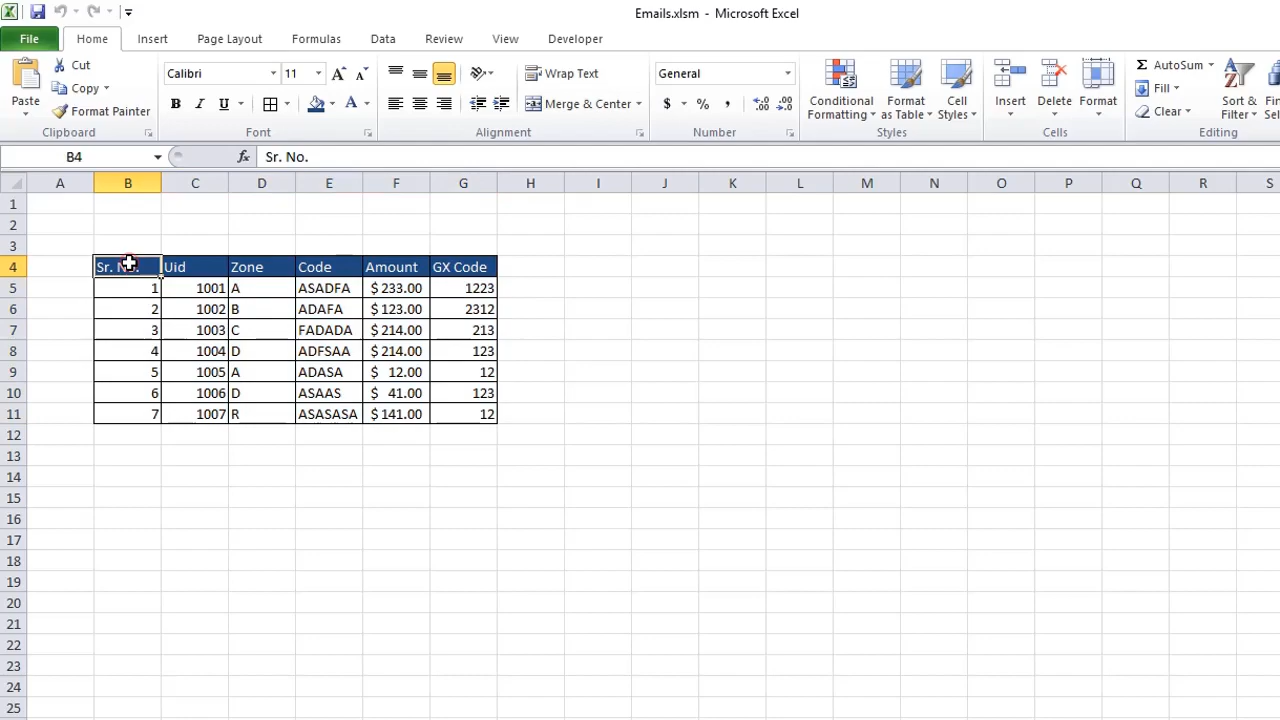 Emails.xlsm - Microsoft Excel
File Home Insert Page Layout Formulas Data Review View Developer
Paste
Cut
Copy
Format Painter
Clipboard
Calibri 11
B I U
Font
Wrap Text
Merge & Center
Alignment
General
$ % ,
Number
Conditional Formatting
Format as Table
Cell Styles
Styles
Insert Delete Format
Cells
AutoSum
Fill
Clear
Sort & Filter
Editing
B4 fx Sr. No.
A B C D E F G H I J K L M N O P Q R S
1
2
3
4 Sr. No. Uid Zone Code Amount GX Code
5 1 1001 A ASADFA $ 233.00 1223
6 2 1002 B ADAFA $ 123.00 2312
7 3 1003 C FADADA $ 214.00 213
8 4 1004 D ADFSAA $ 214.00 123
9 5 1005 A ADASA $ 12.00 12
10 6 1006 D ASAAS $ 41.00 123
11 7 1007 R ASASASA $ 141.00 12
12
13
14
15
16
17
18
19
20
21
22
23
24
25